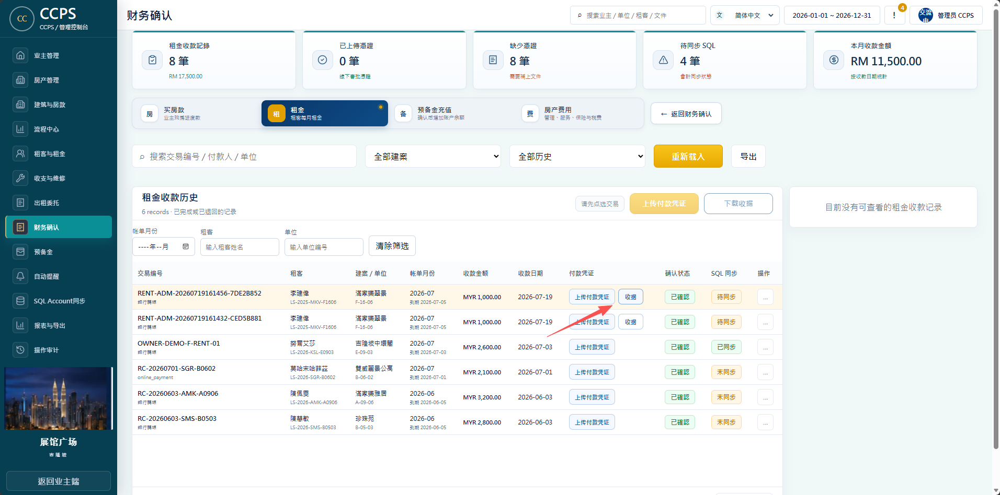 CC
CCPS
CCPS / 管理控制台
业主管理
房产管理
建筑与房款
流程中心
租客与租金
收支与维修
出租委托
财务确认
预备金
自动提醒
SQL Account同步
报表与导出
操作审计
展馆广场
吉隆坡
返回业主端
财务确认
搜索业主 / 单位 / 租客 / 文件
文 简体中文
2026-01-01 ~ 2026-12-31
! 4
交流电
管理员 CCPS
租金收款記錄
8 筆
RM 17,500.00
已上傳憑證
0 筆
線下審批憑證
缺少憑證
8 筆
需要補上文件
待同步 SQL
4 筆
會計同步狀態
本月收款金額
RM 11,500.00
按收款日期統計
房 买房款
业主购房进度款
租 租金
租客每月租金
备 预备金充值
确认后增加账户余额
费 房产费用
管理、服务、保险与税费
← 返回财务确认
搜索交易编号 / 付款人 / 单位
全部建案
全部历史
重新载入
导出
租金收款历史
6 records · 已完成或已退回的记录
请先点选交易
上传付款凭证
下载收据
目前没有可查看的租金收款记录
帐单月份
----年--月
租客
输入租客姓名
单位
输入单位编号
清除筛选
交易编号 租客 建案 / 单位 帐单月份 收款金额 收款日期 付款凭证 确认状态 SQL 同步 操作
RENT-ADM-20260719161456-7DE2B852 李建偉 滿家樂翠景 2026-07 MYR 1,000.00 2026-07-19 上传付款凭证 收据 已確認 待同步 ...
銀行轉帳 LS-2025-MKV-F1606 F-16-06 到期 2026-07-05
RENT-ADM-20260719161432-CED5B881 李建偉 滿家樂翠景 2026-07 MYR 1,000.00 2026-07-19 上传付款凭证 收据 已確認 待同步 ...
銀行轉帳 LS-2025-MKV-F1606 F-16-06 到期 2026-07-05
OWNER-DEMO-F-RENT-01 努爾艾莎 吉隆坡中環閣 2026-07 MYR 2,600.00 2026-07-03 上传付款凭证 已確認 已同步 ...
銀行轉帳 LS-2026-KSL-E0903 E-09-03 到期 2026-07-03
RC-20260701-SGR-B0602 莫哈末哈菲茲 雙威麗景公寓 2026-07 MYR 2,100.00 2026-07-01 上传付款凭证 已確認 未同步 ...
online_payment LS-2026-SGR-B0602 B-06-02 到期 2026-07-01
RC-20260603-AMK-A0906 陳佩雯 滿家樂雅居 2026-06 MYR 3,200.00 2026-06-03 上传付款凭证 已確認 未同步 ...
銀行轉帳 LS-2026-AMK-A0906 A-09-06 到期 2026-06-05
RC-20260603-SMS-B0503 陳慧敏 珍珠苑 2026-06 MYR 2,800.00 2026-06-03 上传付款凭证 已確認 未同步 ...
銀行轉帳 LS-2026-SMS-B0503 B-05-03 到期 2026-06-05